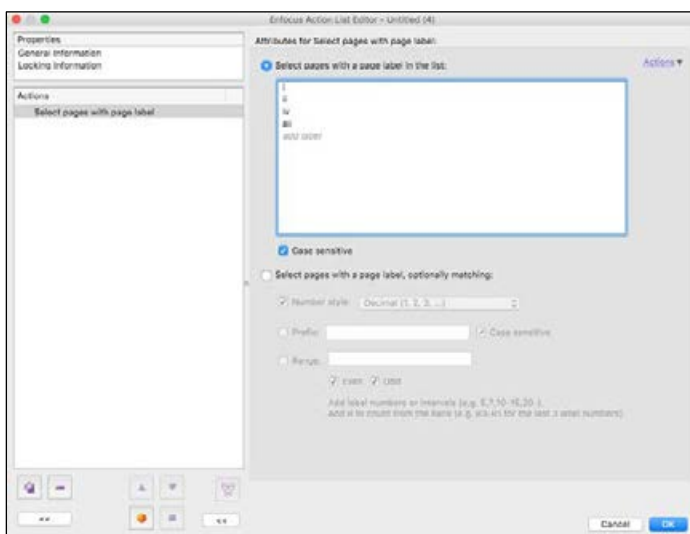 Enfocus Action List Editor - Untitled (4)
Properties
General Information
Locking Information
Actions
Select pages with page label
Attributes for Select pages with page label:
Select pages with a page label in the list:
Actions ▼
i
ii
iv
iii
add label
Case sensitive
Select pages with a page label, optionally matching:
Number style: Decimal (1, 2, 3, ...)
Prefix: Case sensitive
Range:
Even Odd
Add label numbers or intervals (e.g. 5,7,10-15,20-).
Add n to count from the back (e.g. for the last 3 label numbers)
Cancel OK